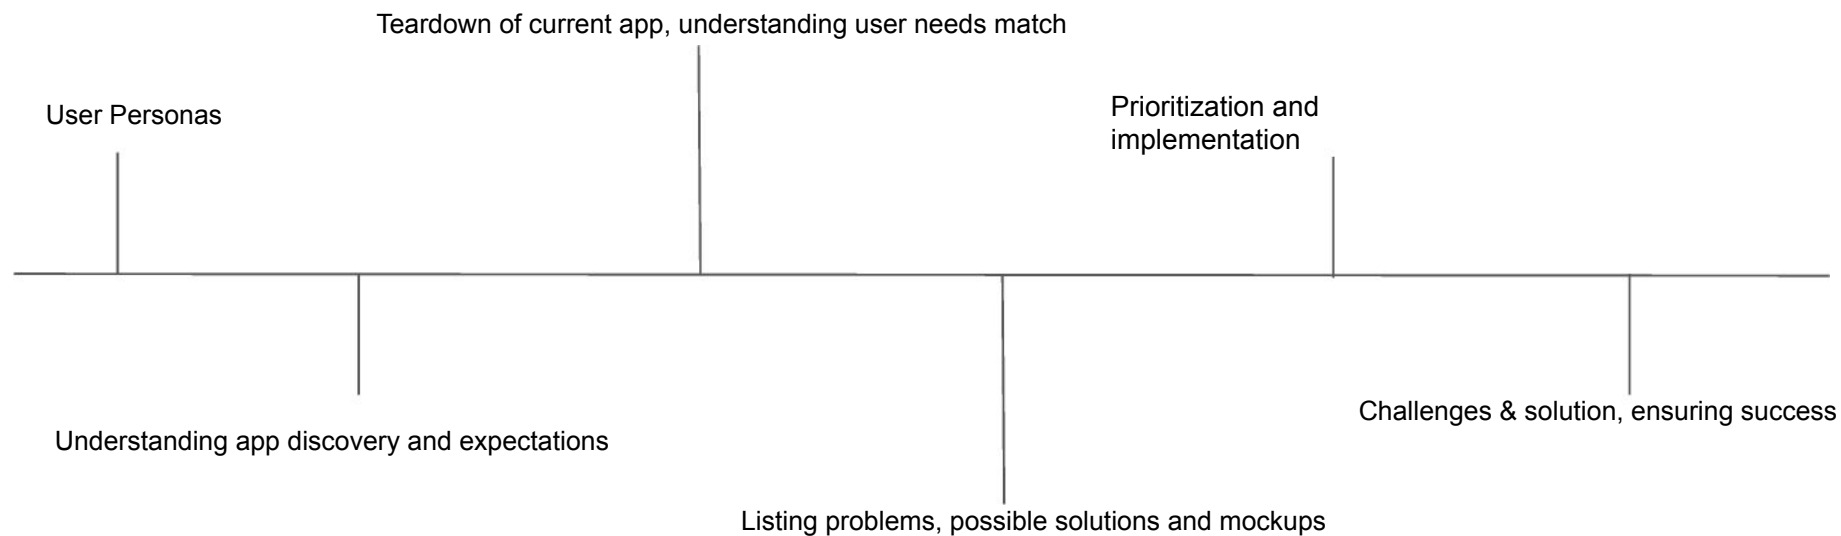 Teardown of current app, understanding user needs match
User Personas
Prioritization and
implementation
Understanding app discovery and expectations
Challenges & solution, ensuring success
Listing problems, possible solutions and mockups